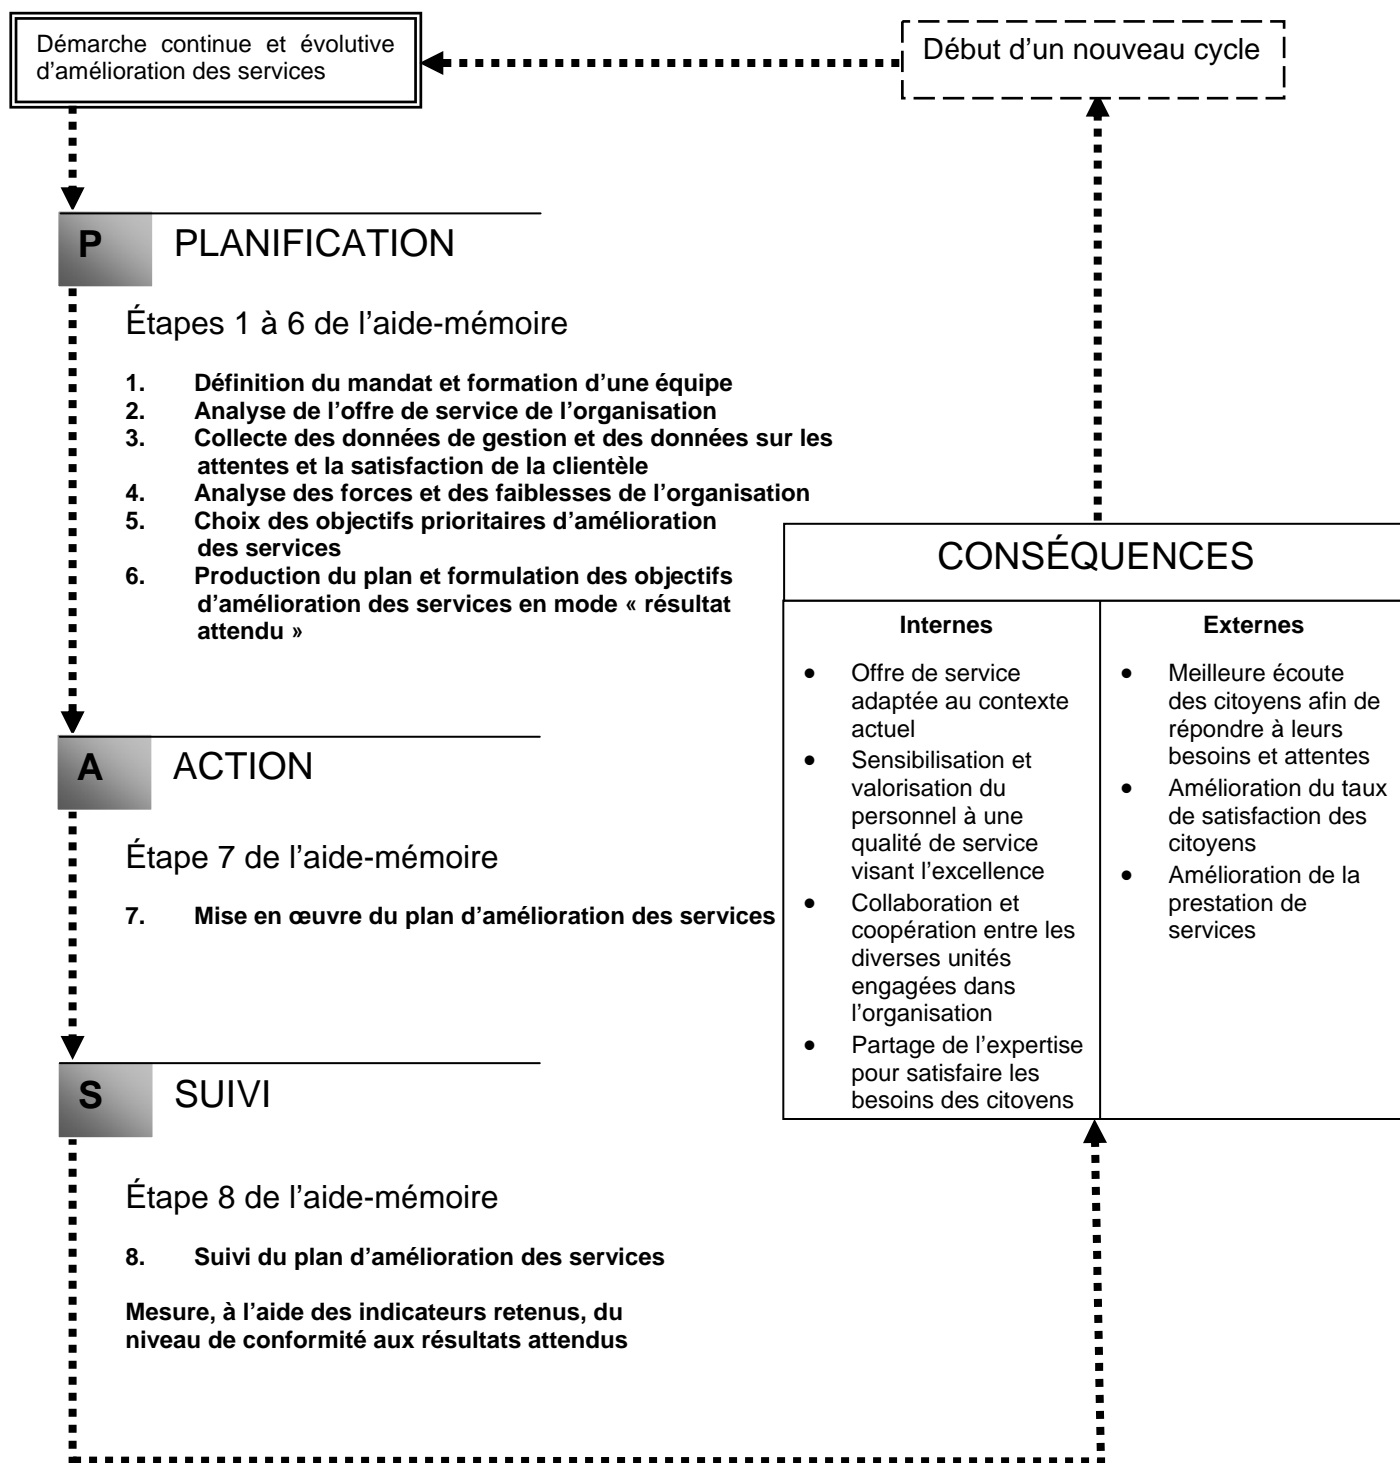 Démarche continue et évolutive
d’amélioration des services
Début d’un nouveau cycle
P
PLANIFICATION
Étapes 1 à 6 de l’aide-mémoire
1. Définition du mandat et formation d’une équipe
2. Analyse de l’offre de service de l’organisation
3. Collecte des données de gestion et des données sur les
attentes et la satisfaction de la clientèle
4. Analyse des forces et des faiblesses de l’organisation
5. Choix des objectifs prioritaires d’amélioration
des services
6. Production du plan et formulation des objectifs
d’amélioration des services en mode « résultat
attendu »
A
ACTION
Étape 7 de l’aide-mémoire
7. Mise en œuvre du plan d’amélioration des services
S
SUIVI
Étape 8 de l’aide-mémoire
8. Suivi du plan d’amélioration des services
Mesure, à l’aide des indicateurs retenus, du
niveau de conformité aux résultats attendus
CONSÉQUENCES
Internes
• Offre de service
adaptée au contexte
actuel
• Sensibilisation et
valorisation du
personnel à une
qualité de service
visant l’excellence
• Collaboration et
coopération entre les
diverses unités
engagées dans
l’organisation
• Partage de l’expertise
pour satisfaire les
besoins des citoyens
Externes
• Meilleure écoute
des citoyens afin de
répondre à leurs
besoins et attentes
• Amélioration du taux
de satisfaction des
citoyens
• Amélioration de la
prestation de
services